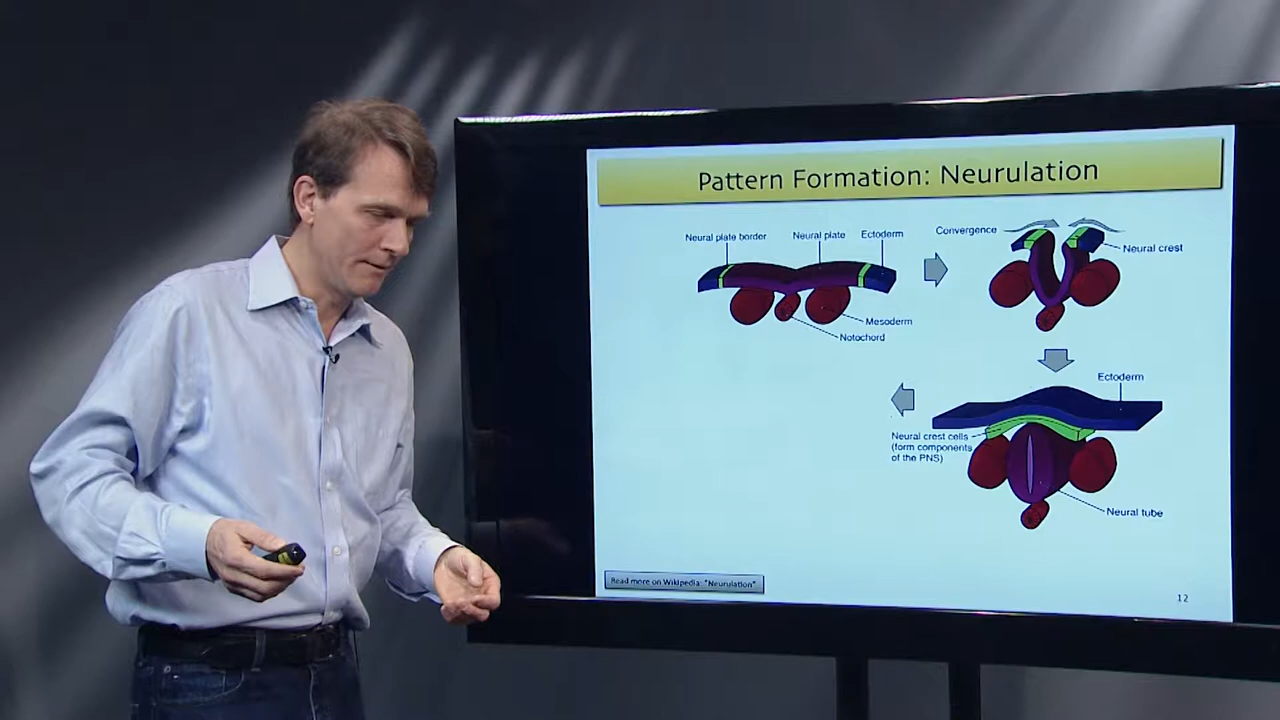 Pattern Formation: Neurulation
Neural plate border
Neural plate
Ectoderm
Mesoderm
Notochord
Convergence
Neural crest
Ectoderm
Neural crest cells
(form components
of the PNS)
Neural tube
Read more on Wikipedia: "Neurulation"
12